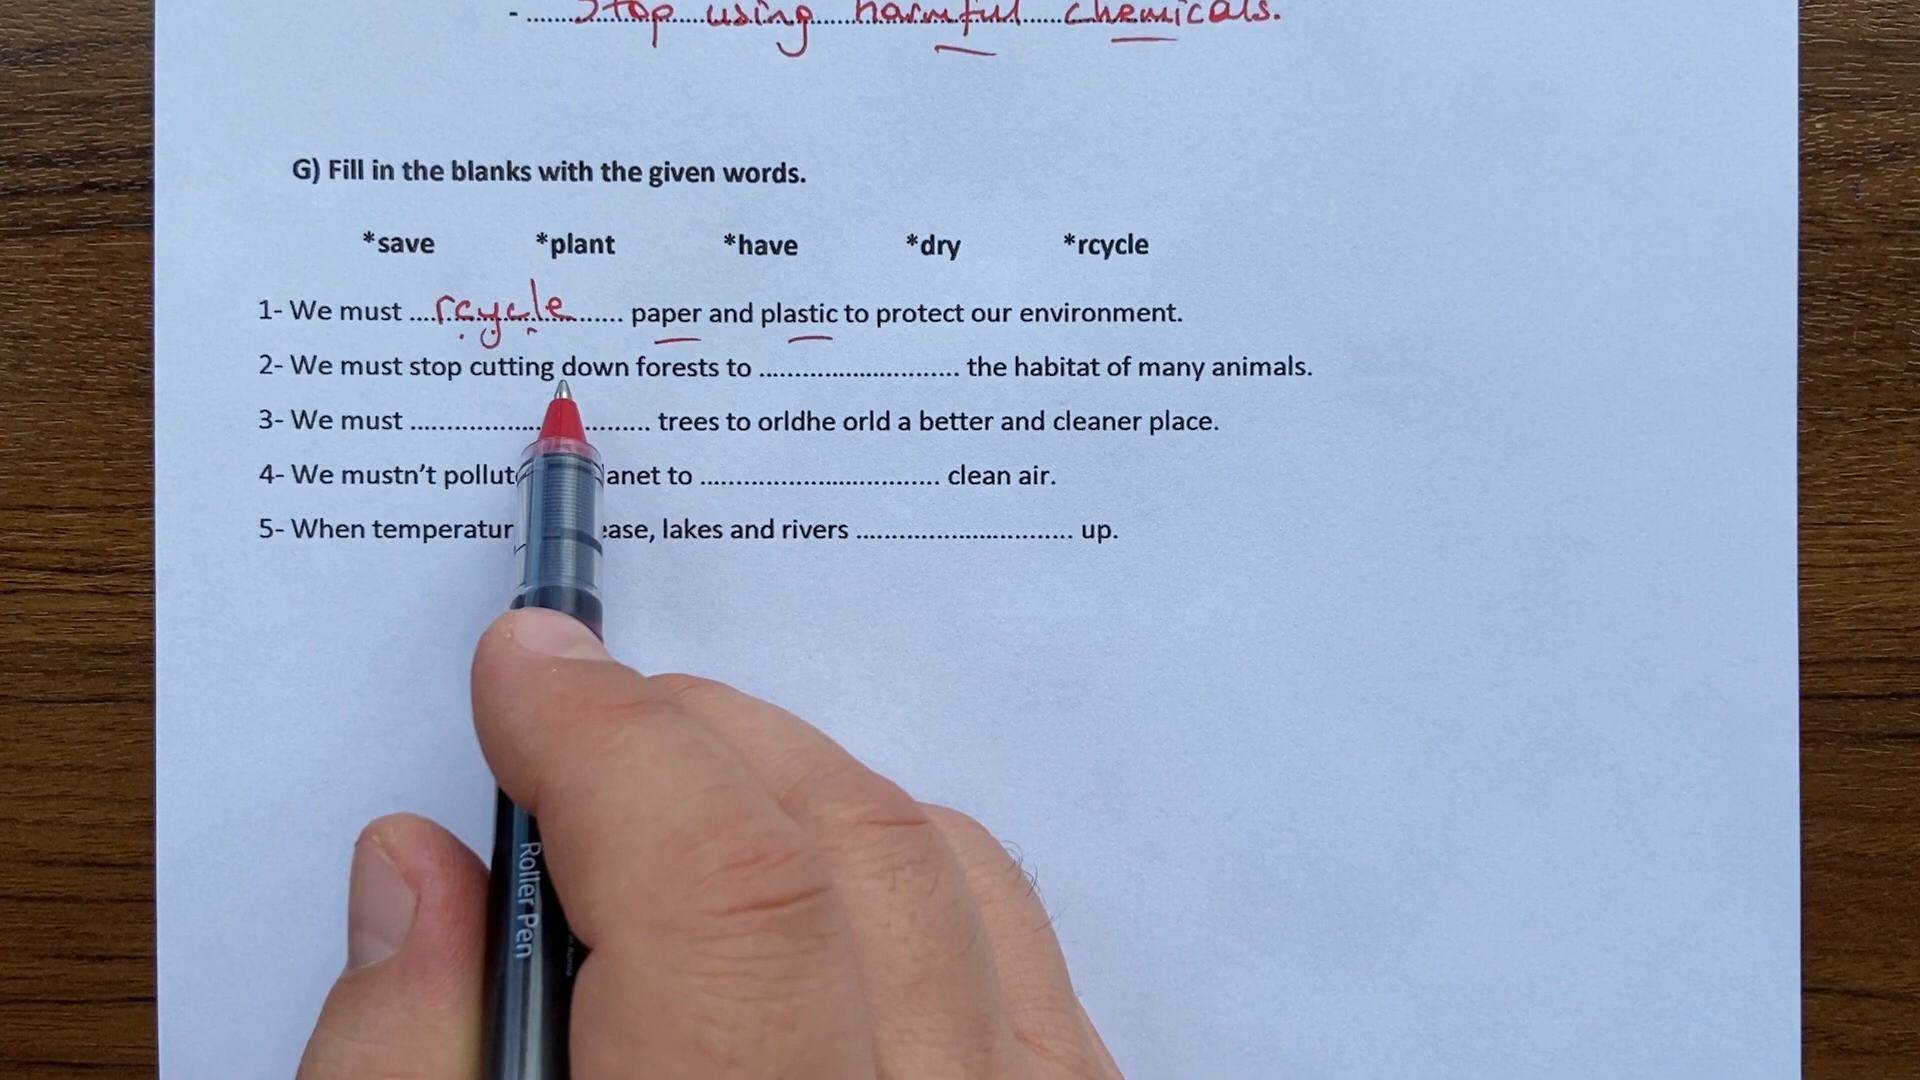 - ........Stop....using....harmful....chemicals.
G) Fill in the blanks with the given words.
*save *plant *have *dry *rcycle
1- We must ....rcycle....... paper and plastic to protect our environment.
2- We must stop cutting down forests to ............................ the habitat of many animals.
3- We must .................................. trees to orldhe orld a better and cleaner place.
4- We mustn't pollut anet to .................................. clean air.
5- When temperatur ease, lakes and rivers ............................... up.
Roller Pen